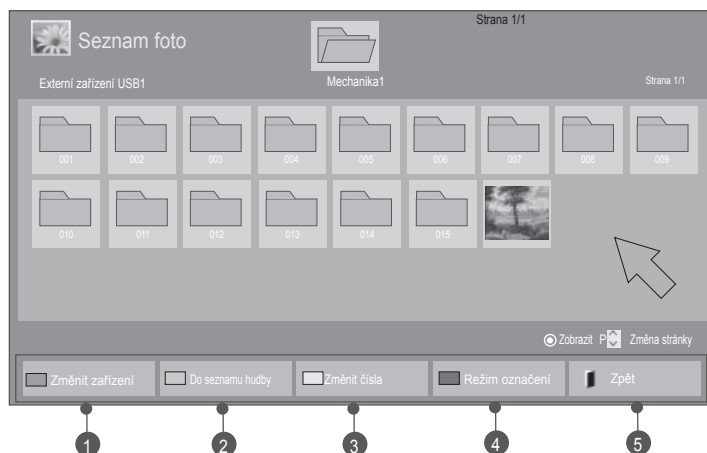 Strana 1/1
Seznam foto
Mechanika1
Externí zařízení USB1
Strana 1/1
001 002 003 004 005 006 007 008 009
010 011 012 013 014 015
Zobrazit P Změna stránky
Změnit zařízení Do seznamu hudby Změnit čísla Režim označení Zpět
1 2 3 4 5